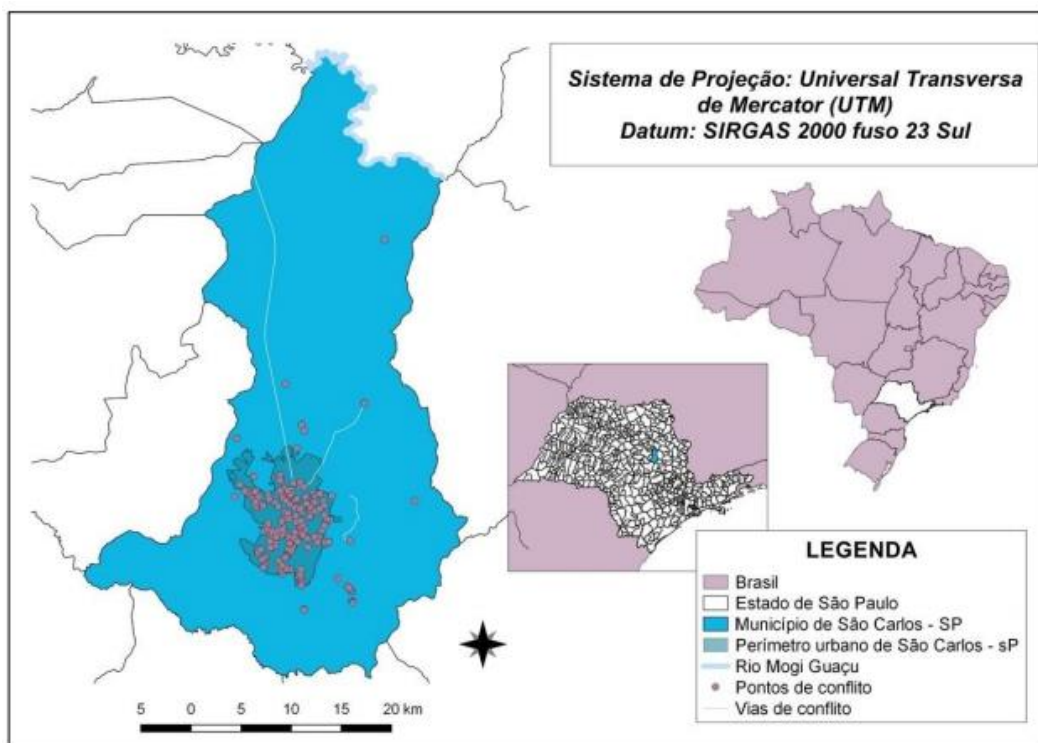 Sistema de Projeção: Universal Transversa
de Mercator (UTM)
Datum: SIRGAS 2000 fuso 23 Sul
LEGENDA
Brasil
Estado de São Paulo
Município de São Carlos - SP
Perímetro urbano de São Carlos - sP
Rio Mogi Guaçu
Pontos de conflito
Vias de conflito
5 0 5 10 15 20 km